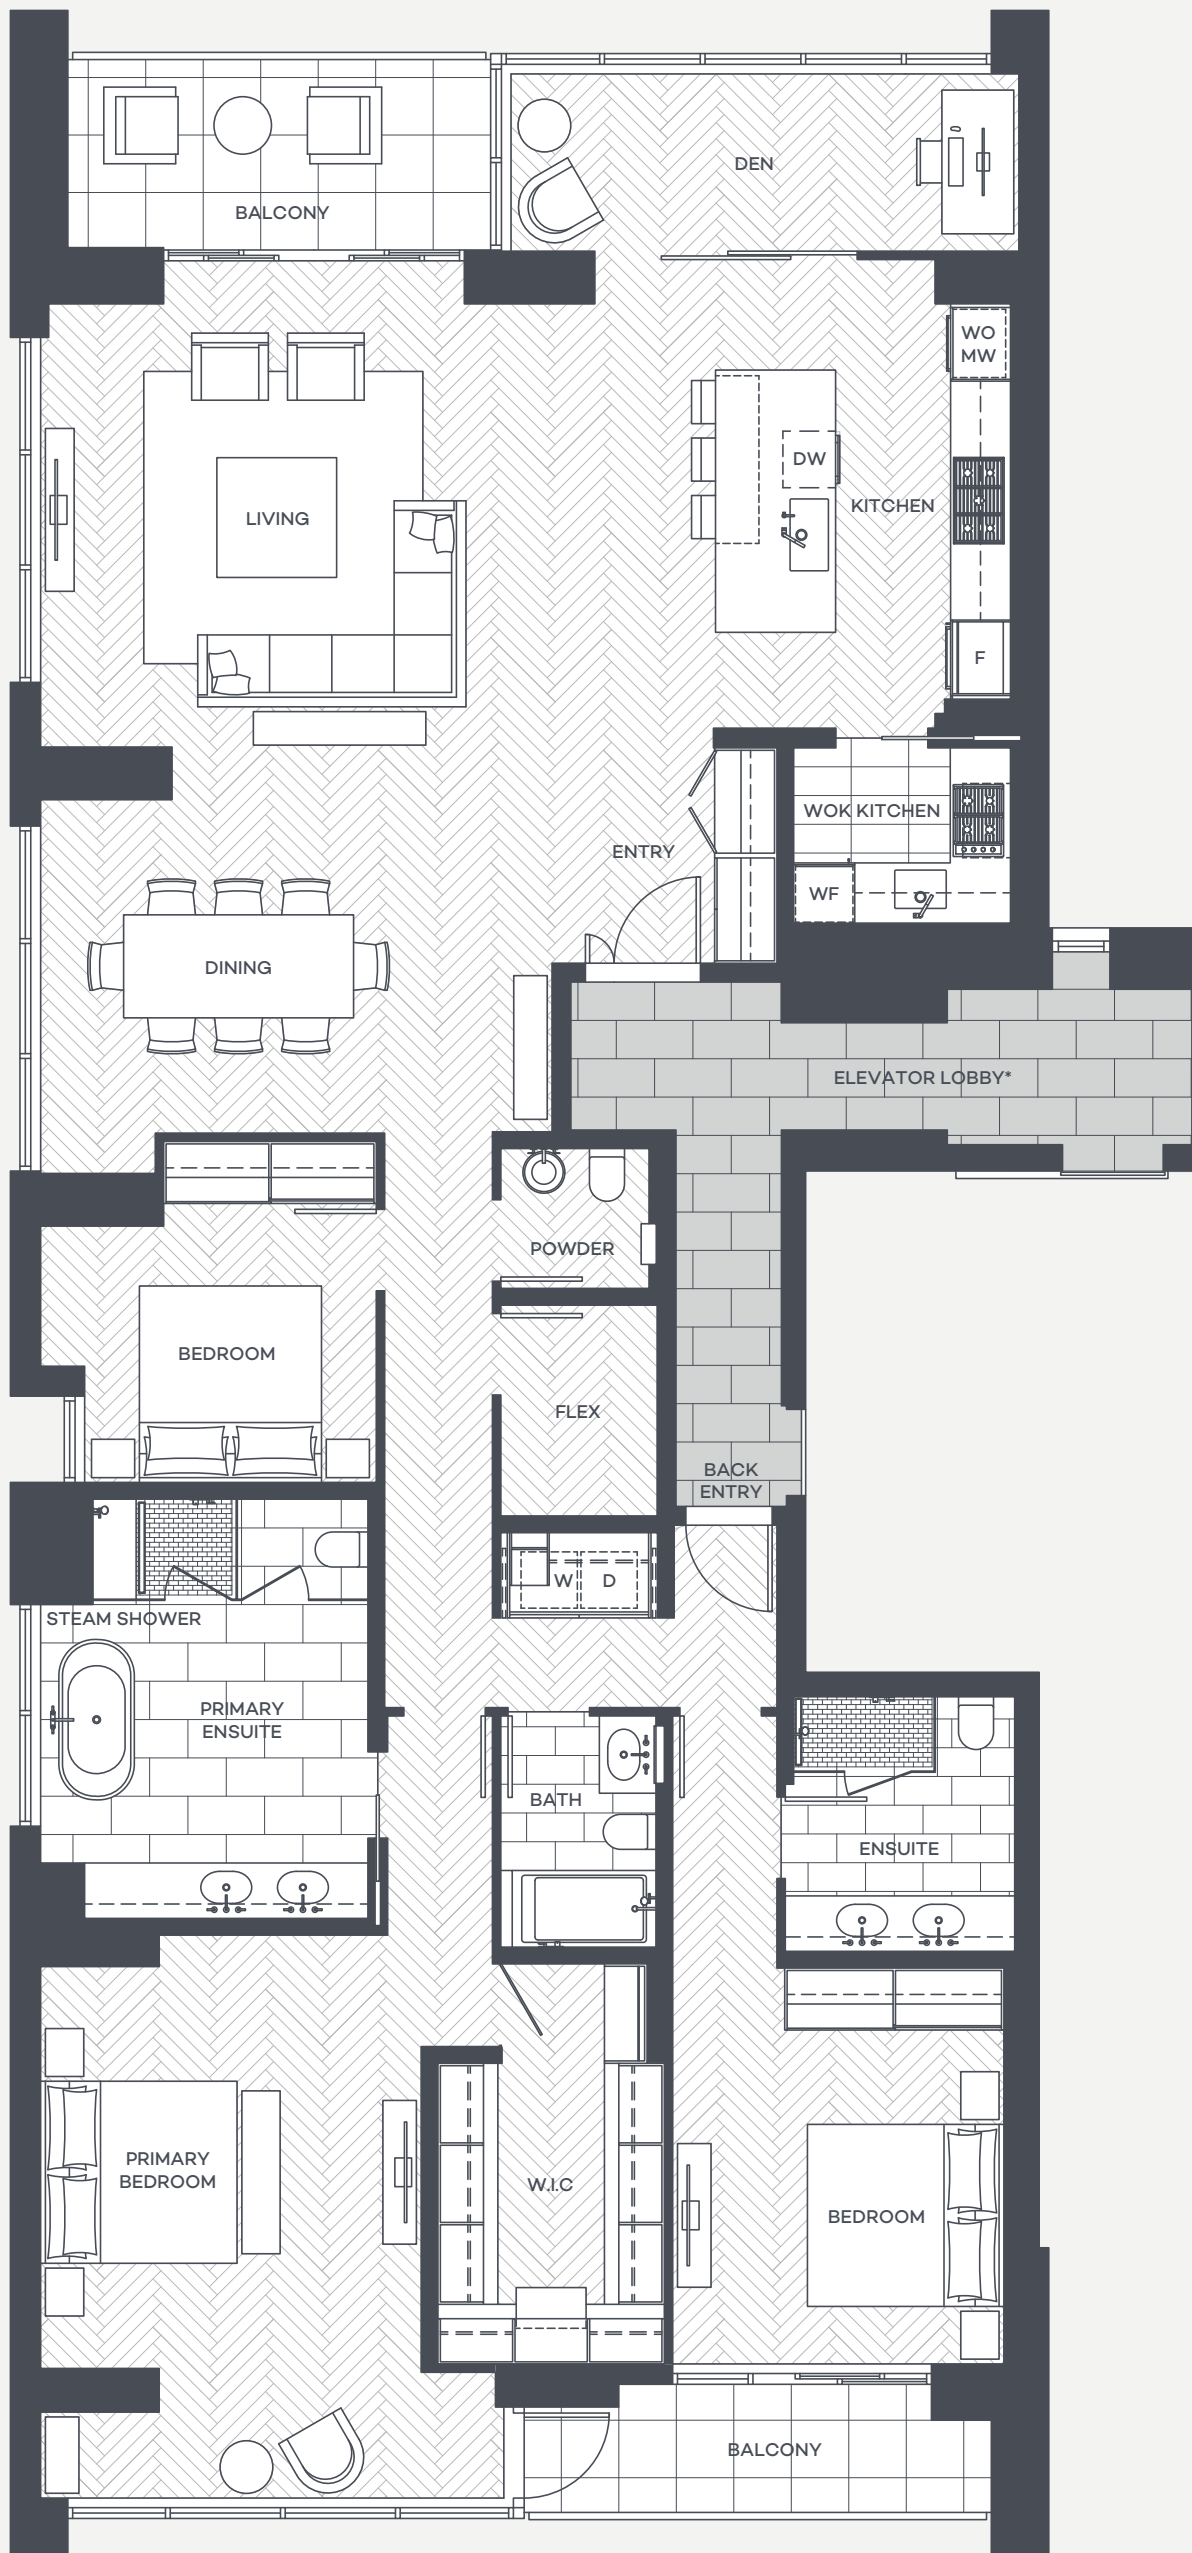 BALCONY
DEN
WO
MW
DW
KITCHEN
LIVING
F
WOK KITCHEN
ENTRY
WF
DINING
ELEVATOR LOBBY*
POWDER
BEDROOM
FLEX
BACK
ENTRY
W
D
STEAM SHOWER
PRIMARY
ENSUITE
BATH
ENSUITE
PRIMARY
BEDROOM
W.I.C
BEDROOM
BALCONY